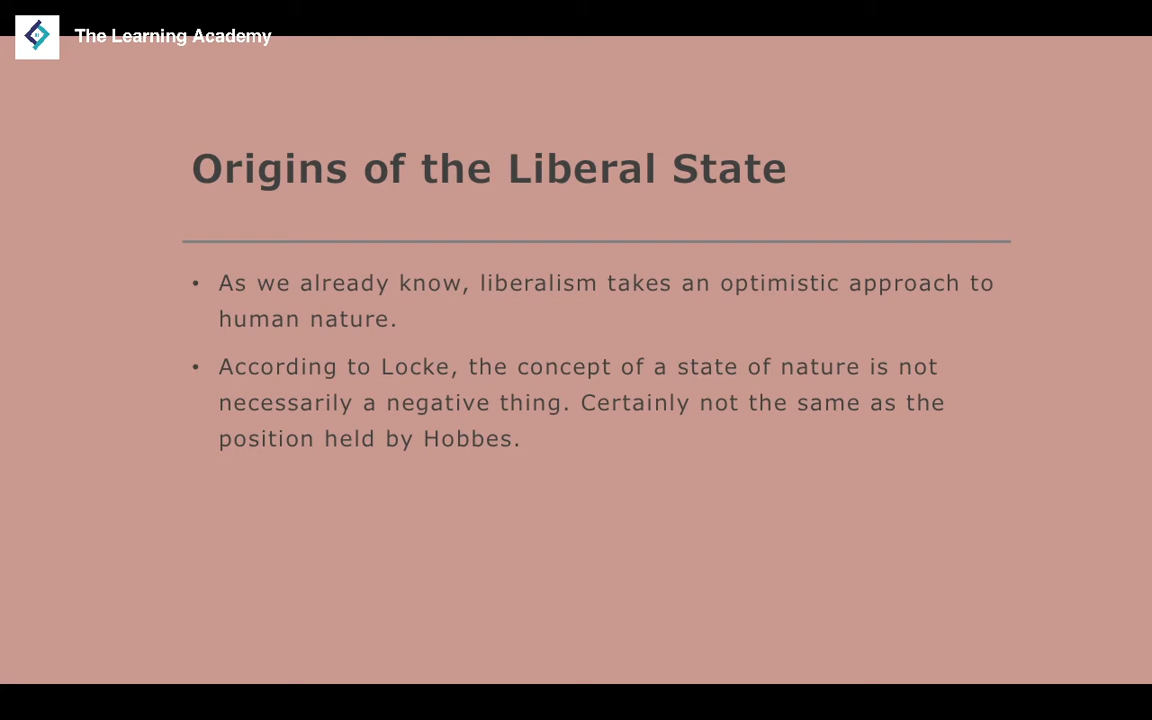 The Learning Academy
Origins of the Liberal State
• As we already know, liberalism takes an optimistic approach to
human nature.
• According to Locke, the concept of a state of nature is not
necessarily a negative thing. Certainly not the same as the
position held by Hobbes.